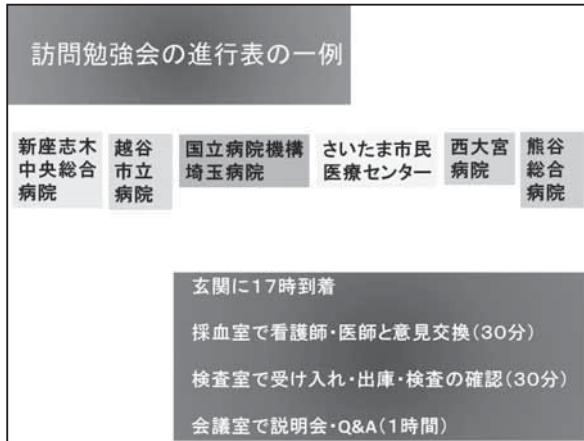 訪問勉強会の進行表の一例
新座志木
中央総合
病院
越谷
市立
病院
国立病院機構
埼玉病院
さいたま市民
医療センター
西大宮
病院
熊谷
総合
病院
玄関に17時到着
採血室で看護師・医師と意見交換(30分)
検査室で受け入れ・出庫・検査の確認(30分)
会議室で説明会・Q&A(1時間)